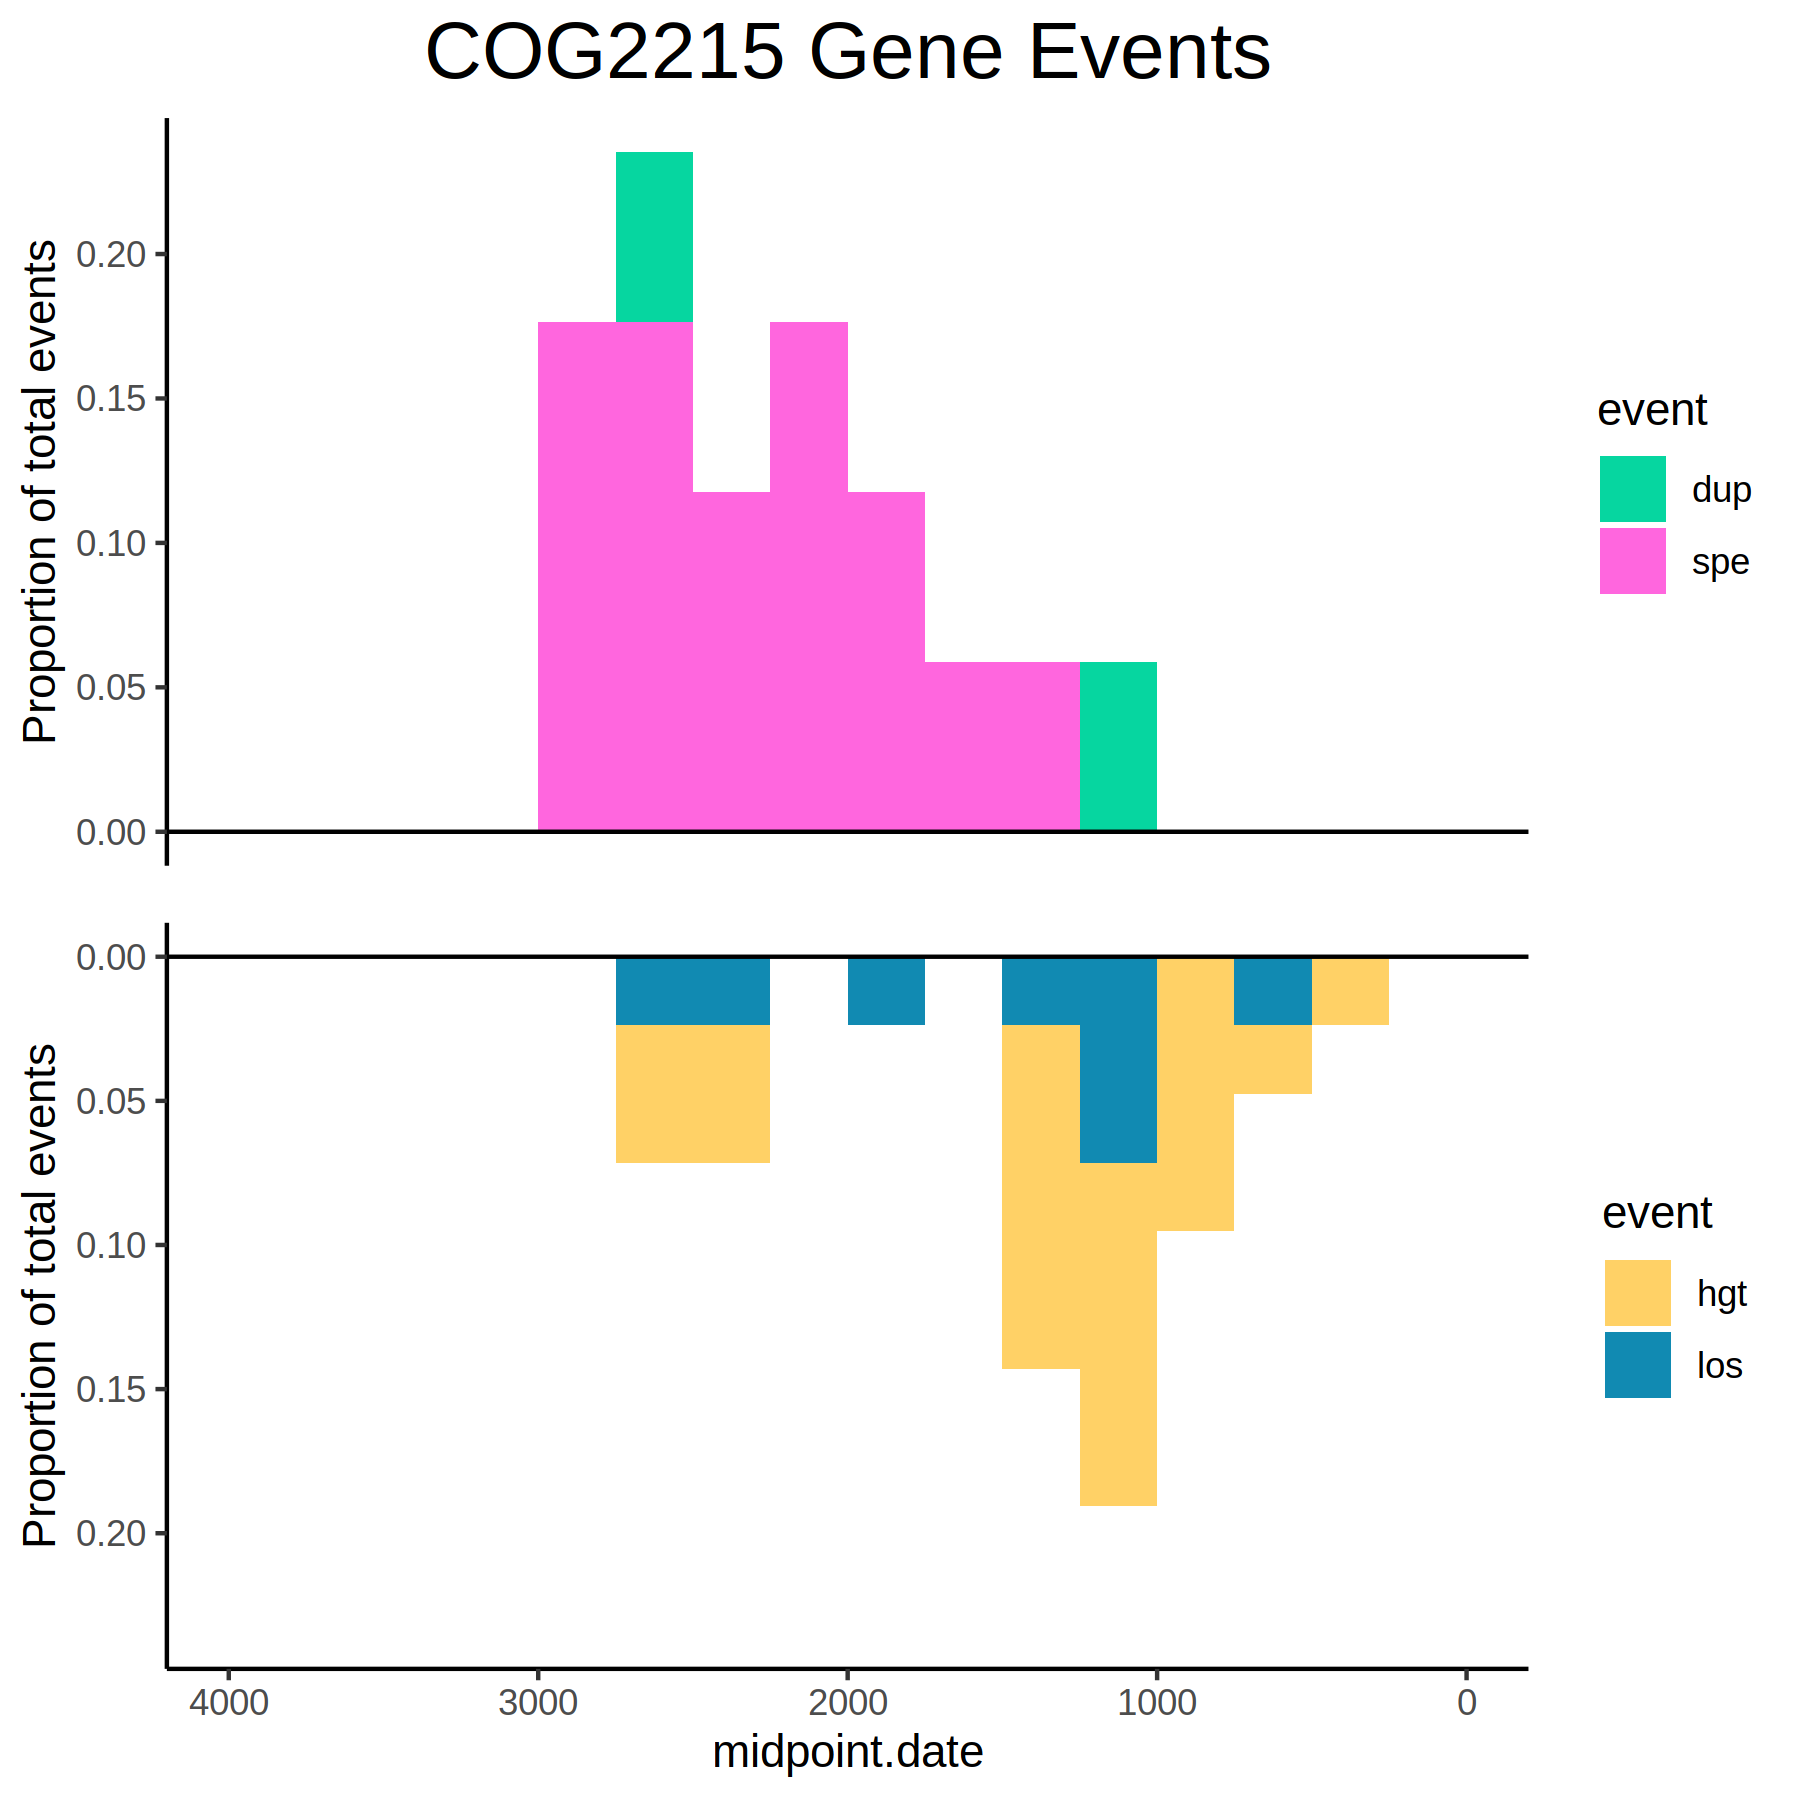 COG2215 Gene Events
Proportion of total events
0.20
0.15
0.10
0.05
0.00
event
dup
spe
Proportion of total events
0.00
0.05
0.10
0.15
0.20
event
hgt
los
4000 3000 2000 1000 0
midpoint.date